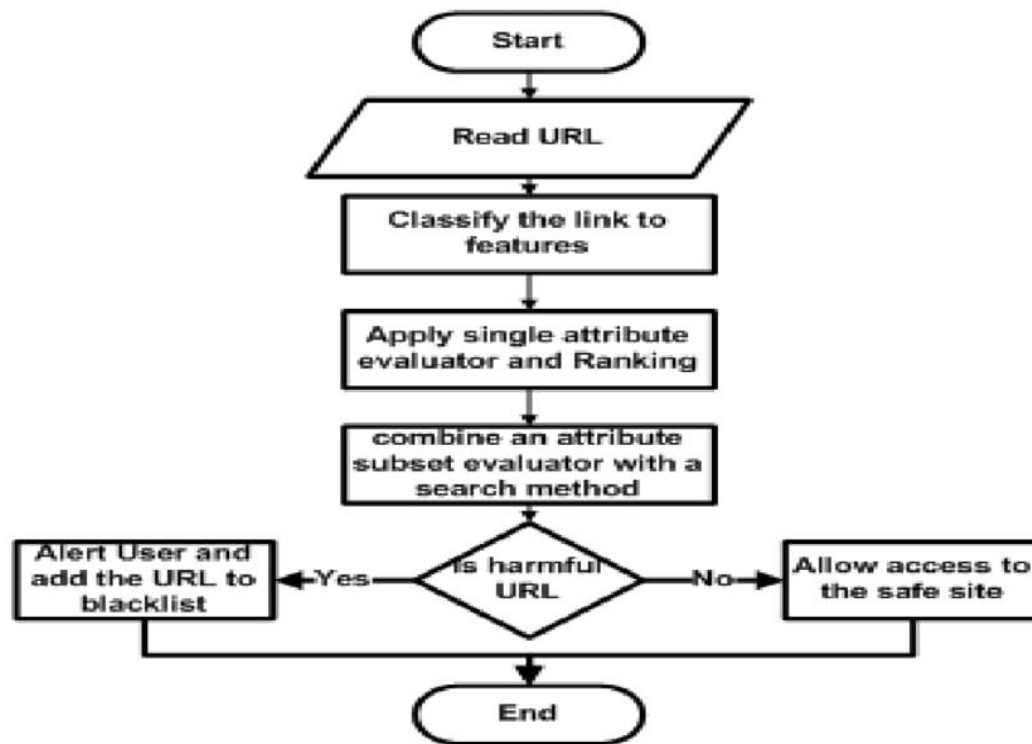 Start
Read URL
Classify the link to
features
Apply single attribute
evaluator and Ranking
combine an attribute
subset evaluator with a
search method
Is harmful
URL
Yes
No
Alert User and
add the URL to
blacklist
Allow access to
the safe site
End